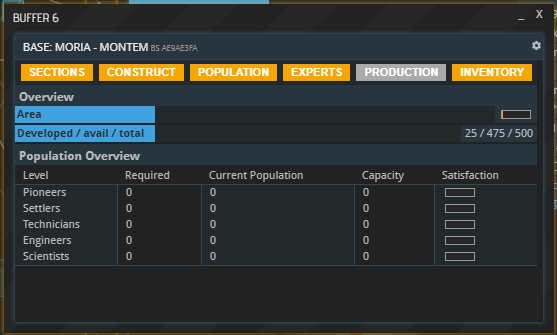 BUFFER 6
_ X
BASE: MORIA - MONTEM BS AE9AE3FA
SECTIONS CONSTRUCT POPULATION EXPERTS PRODUCTION INVENTORY
Overview
Area
Developed / avail / total 25 / 475 / 500
Population Overview
Level Required Current Population Capacity Satisfaction
Pioneers 0 0 0
Settlers 0 0 0
Technicians 0 0 0
Engineers 0 0 0
Scientists 0 0 0